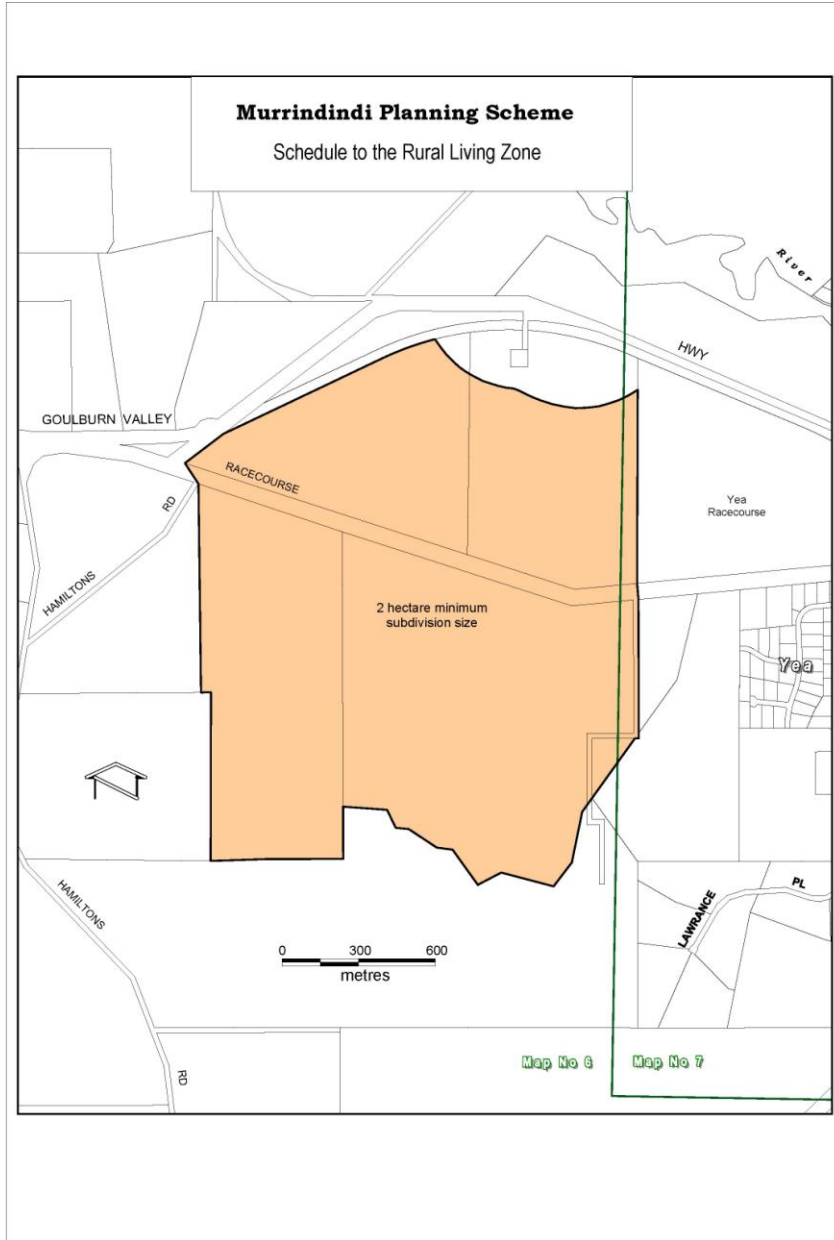 Murrindindi Planning Scheme
Schedule to the Rural Living Zone
River
HWY
GOULBURN VALLEY
RACECOURSE
RD
Yea
Racecourse
HAMILTONS
2 hectare minimum
subdivision size
Yea
HAMILTONS
PL
LAWRANCE
0 300 600
metres
Map No 6
Map No 7
RD